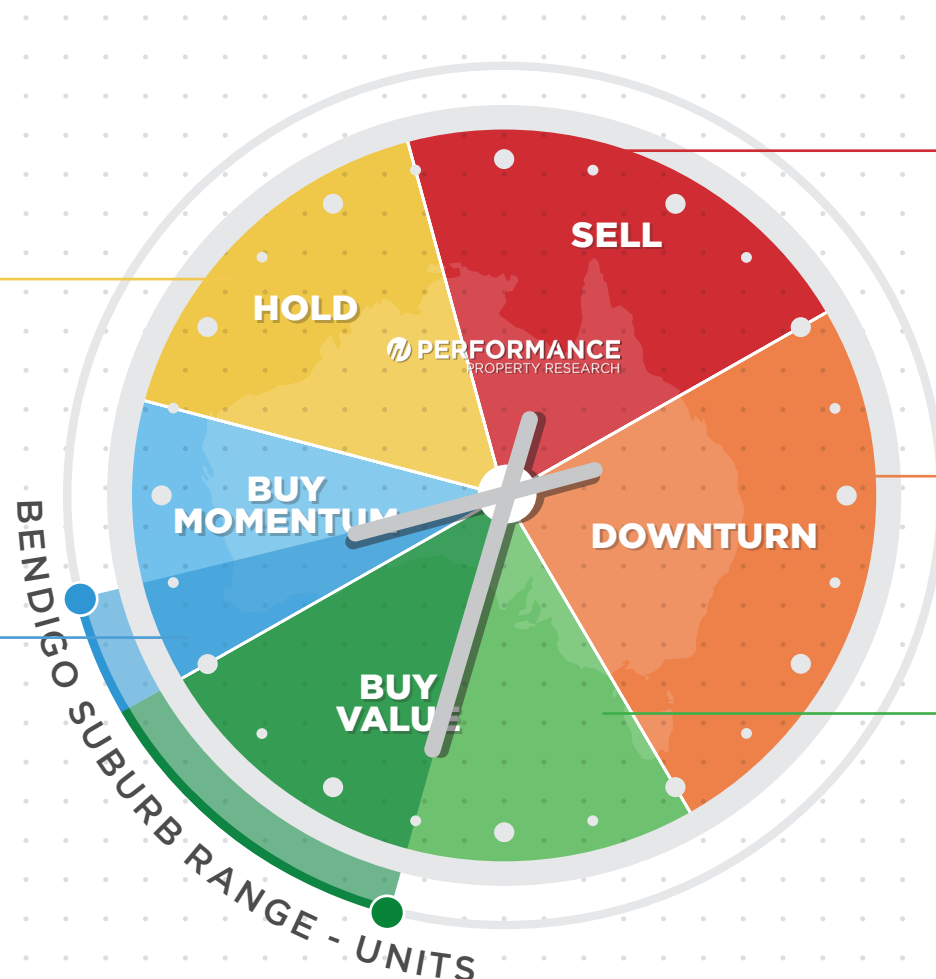 SELL
HOLD
PERFORMANCE
PROPERTY RESEARCH
BUY
MOMENTUM
DOWNTURN
BUY
VALUE
BENDIGO SUBURB RANGE - UNITS